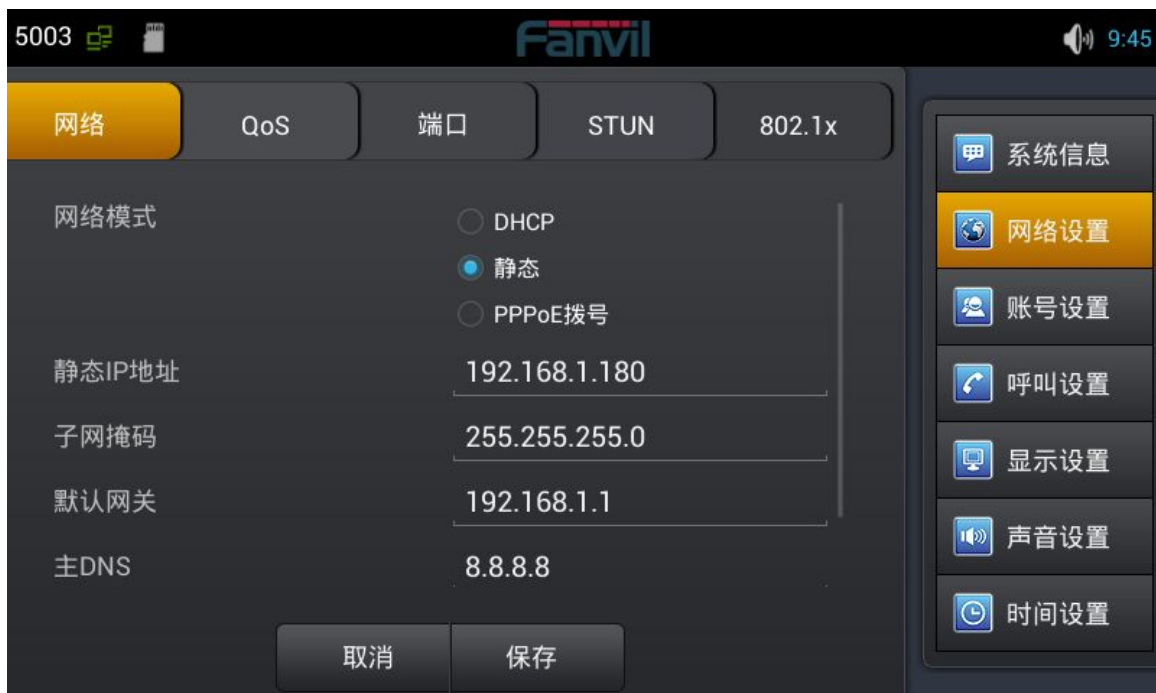 5003
Fanvil
9:45
网络 QoS 端口 STUN 802.1x
网络模式
DHCP
静态
PPPoE拨号
静态IP地址 192.168.1.180
子网掩码 255.255.255.0
默认网关 192.168.1.1
主DNS 8.8.8.8
取消 保存
系统信息
网络设置
账号设置
呼叫设置
显示设置
声音设置
时间设置